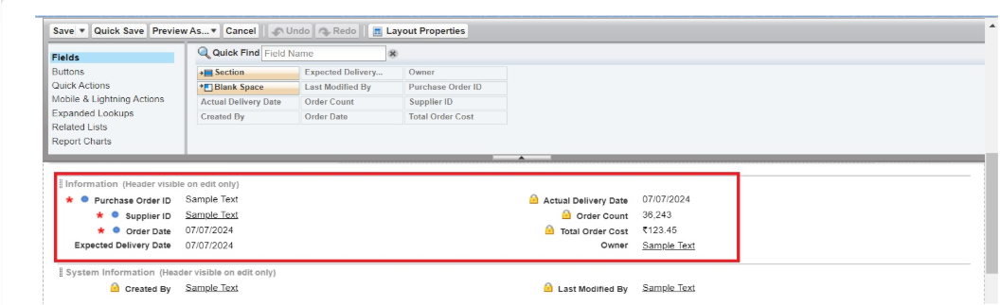 Save ▼ Quick Save Preview As... ▼ Cancel Undo Redo Layout Properties
Fields
Buttons
Quick Actions
Mobile & Lightning Actions
Expanded Lookups
Related Lists
Report Charts
Quick Find Field Name
Section Expected Delivery... Owner
Blank Space Last Modified By Purchase Order ID
Actual Delivery Date Order Count Supplier ID
Created By Order Date Total Order Cost
Information (Header visible on edit only)
* Purchase Order ID Sample Text Actual Delivery Date 07/07/2024
* Supplier ID Sample Text Order Count 36,243
* Order Date 07/07/2024 Total Order Cost ₹123.45
Expected Delivery Date 07/07/2024 Owner Sample Text
System Information (Header visible on edit only)
Created By Sample Text Last Modified By Sample Text